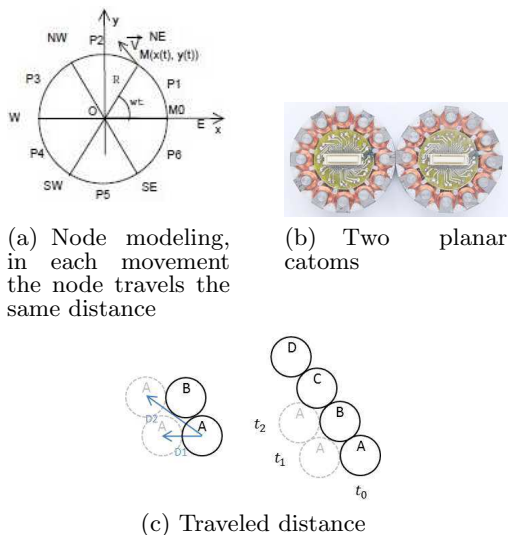 y
NW
P2
V
NE
M(x(t), y(t))
P3
R
P1
wt
W
O
M0
E
x
P4
P6
SW
P5
SE
(a) Node modeling,
in each movement
the node travels the
same distance
(b) Two planar
catoms
D
A
B
C
D2
A
A
A
B
D1
t2
t1
A
A
t0
(c) Traveled distance